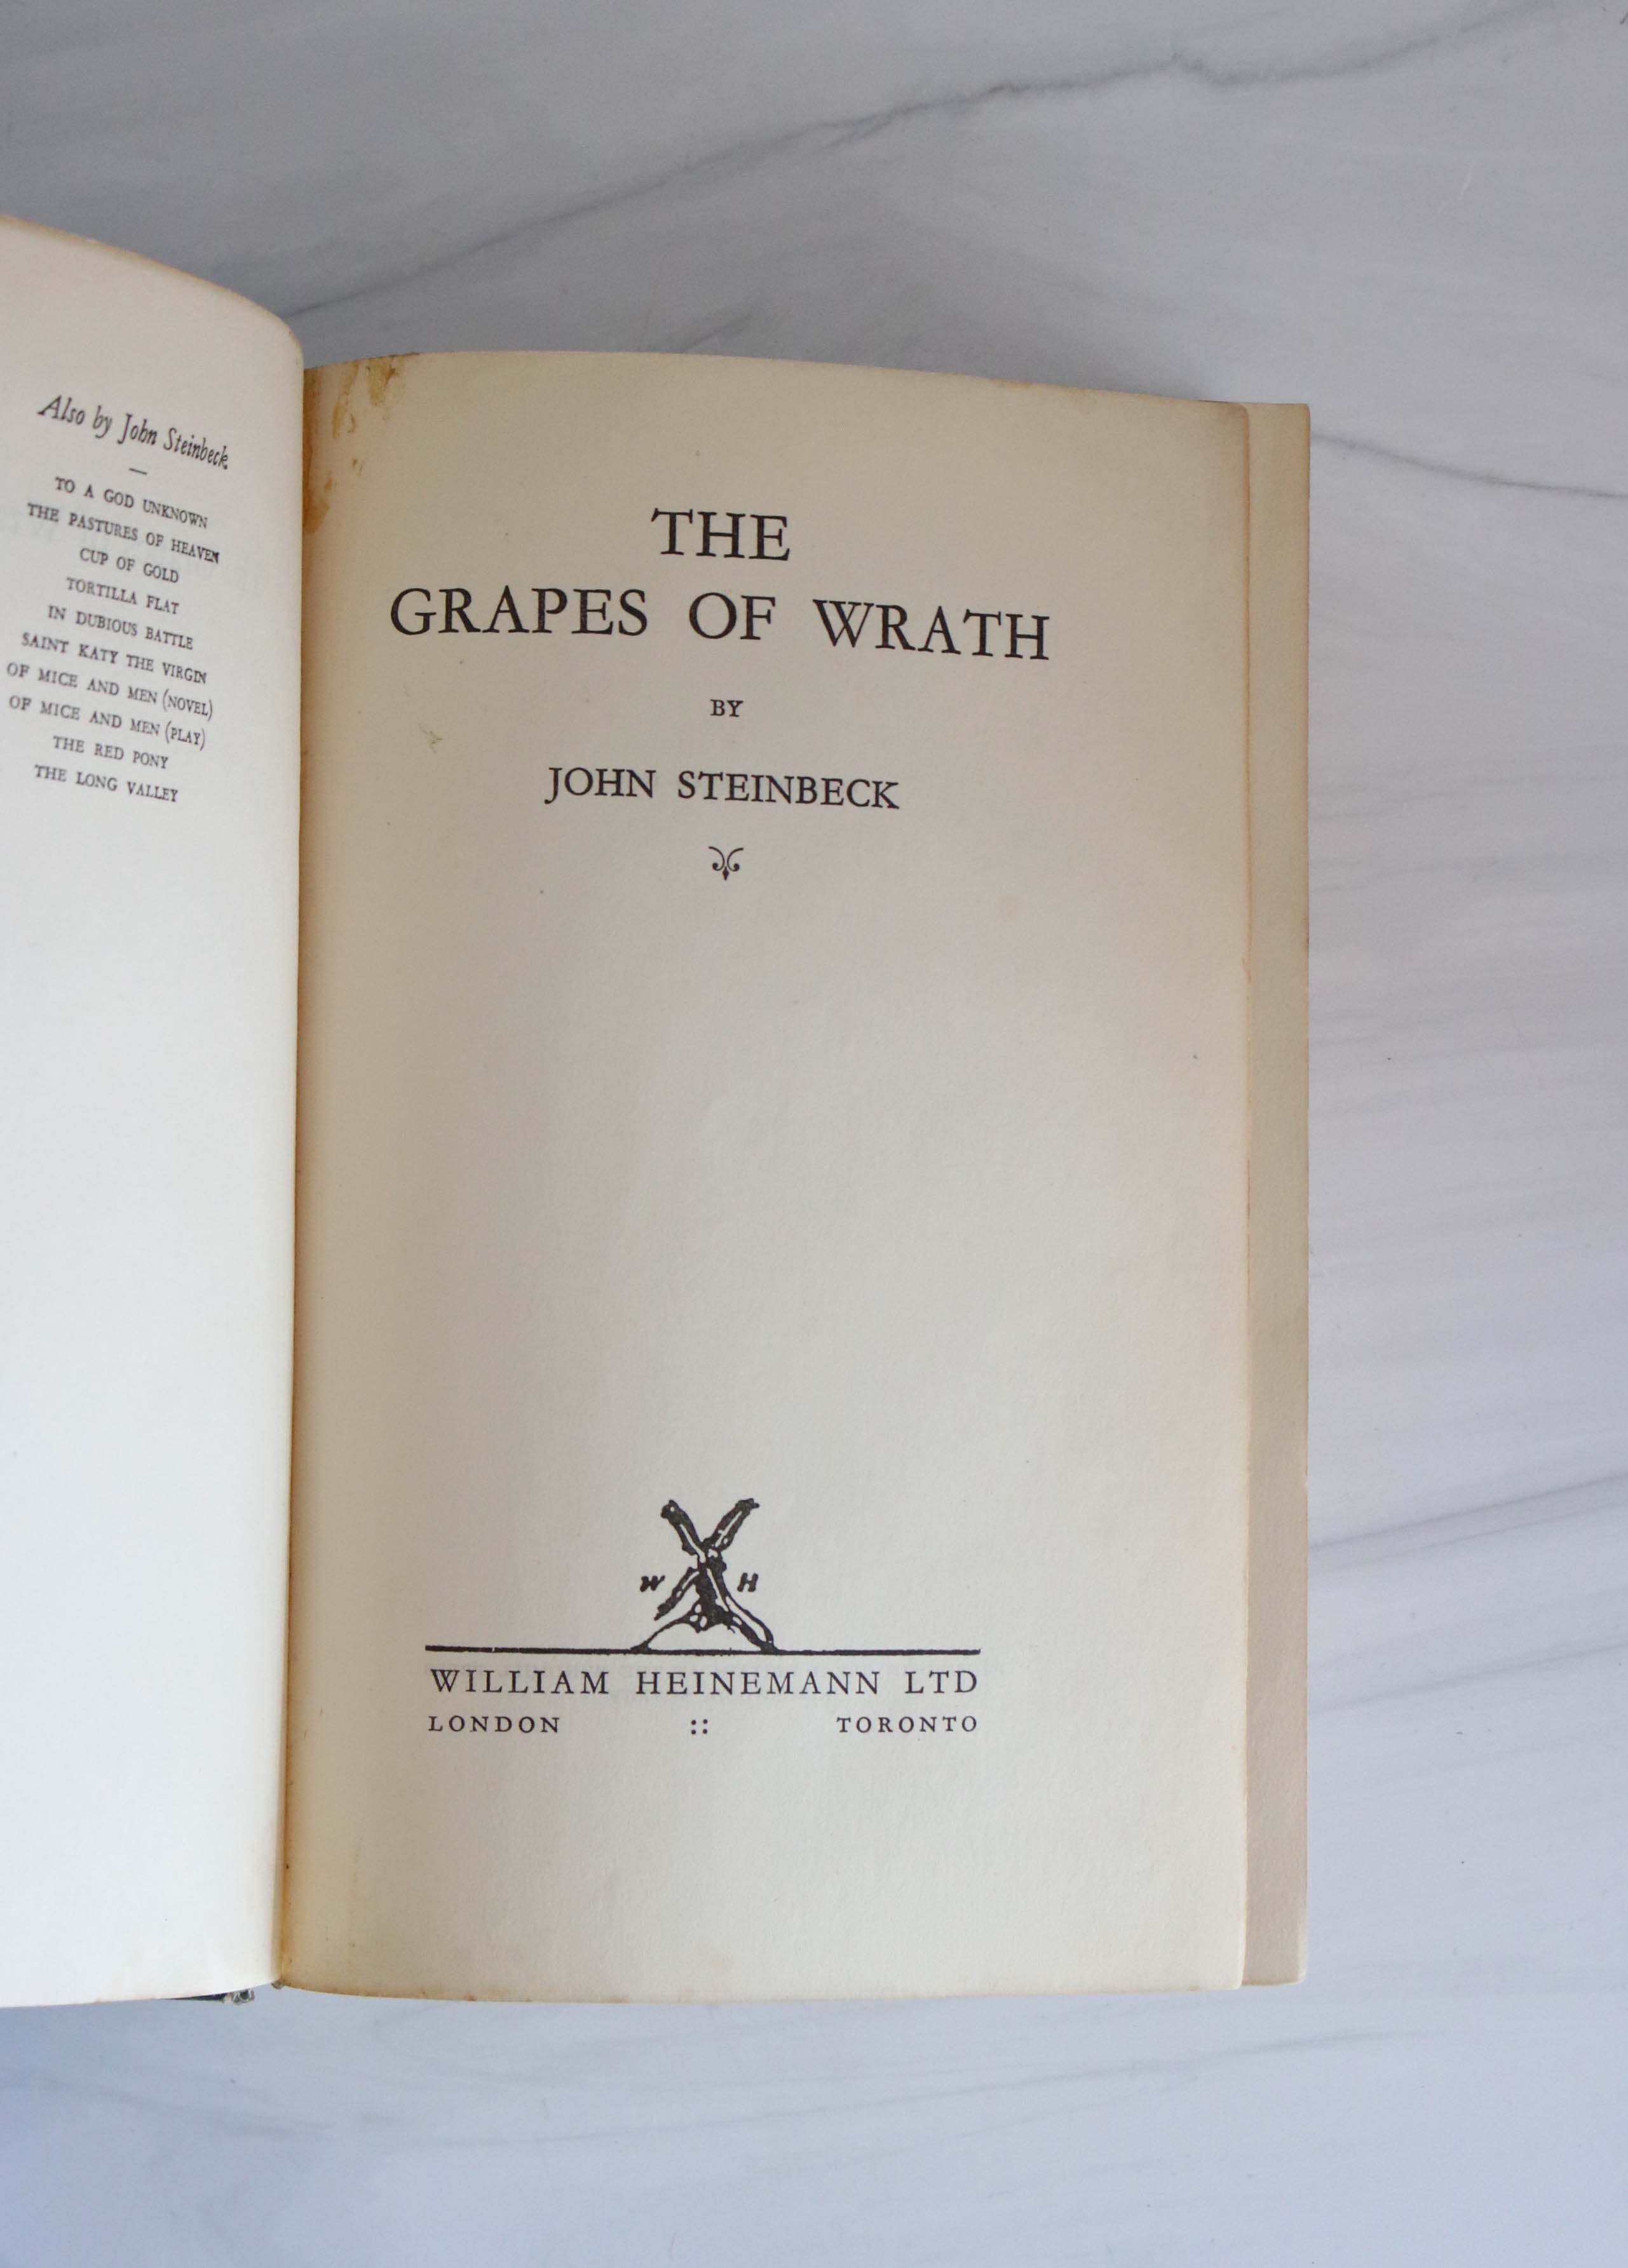 Also by John Steinbeck
—
TO A GOD UNKNOWN
THE PASTURES OF HEAVEN
CUP OF GOLD
TORTILLA FLAT
IN DUBIOUS BATTLE
SAINT KATY THE VIRGIN
OF MICE AND MEN (NOVEL)
OF MICE AND MEN (PLAY)
THE RED PONY
THE LONG VALLEY
THE
GRAPES OF WRATH
BY
JOHN STEINBECK
W H
WILLIAM HEINEMANN LTD
LONDON :: TORONTO